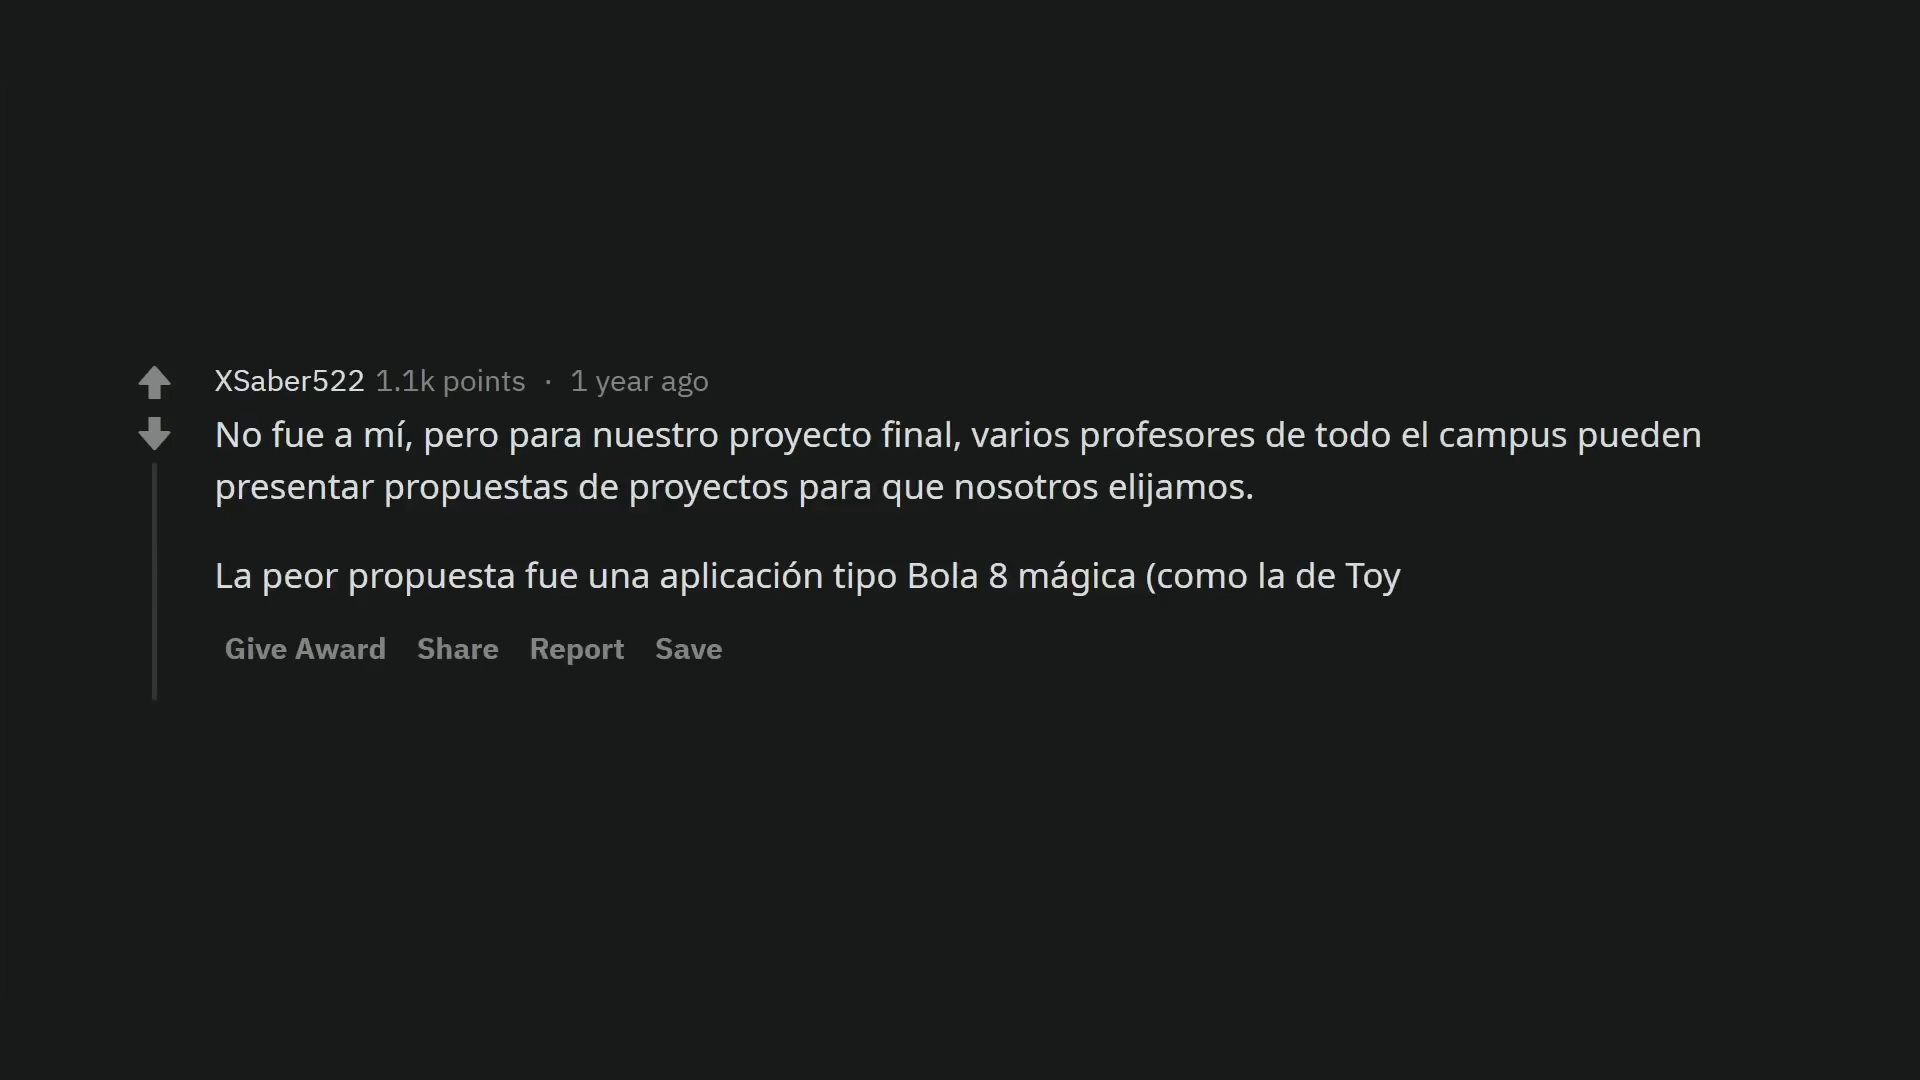 XSaber522 1.1k points · 1 year ago
No fue a mí, pero para nuestro proyecto final, varios profesores de todo el campus pueden
presentar propuestas de proyectos para que nosotros elijamos.
La peor propuesta fue una aplicación tipo Bola 8 mágica (como la de Toy
Give Award Share Report Save